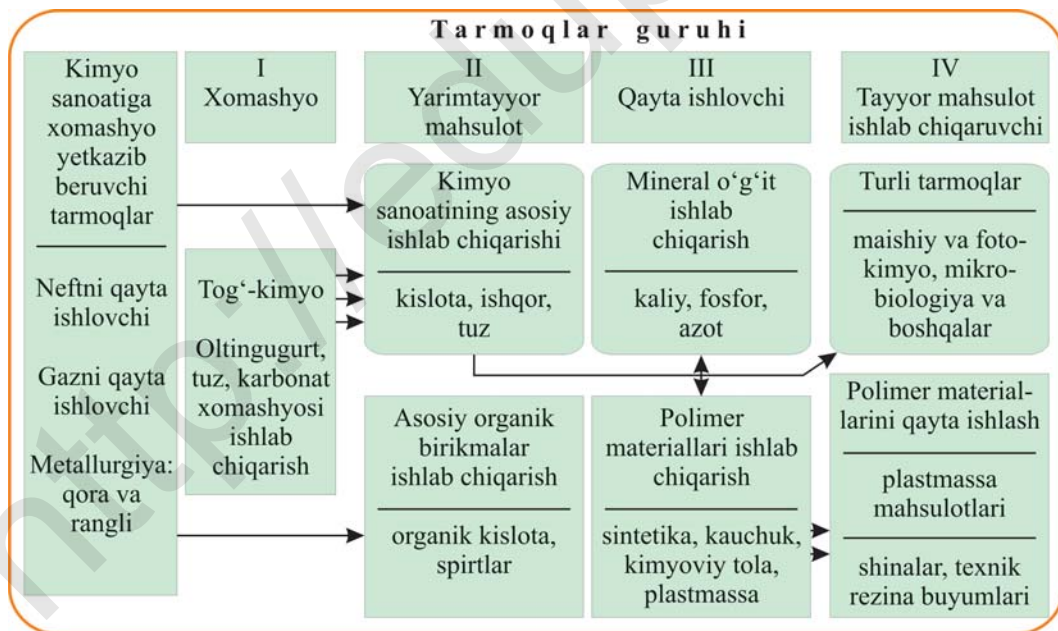 Tarmoqlar guruhi
Kimyo
sanoatiga
xomashyo
yetkazib
beruvchi
tarmoqlar
Neftni qayta
ishlovchi
Gazni qayta
ishlovchi
Metallurgiya:
qora va
rangli
I
Xomashyo
Tog‘-kimyo
Oltingugurt,
tuz, karbonat
xomashyosi
ishlab
chiqarish
II
Yarimtayyor
mahsulot
Kimyo
sanoatining asosiy
ishlab chiqarishi
kislota, ishqor,
tuz
Asosiy organik
birikmalar
ishlab chiqarish
organik kislota,
spirtlar
III
Qayta ishlovchi
Mineral o‘g‘it
ishlab
chiqarish
kaliy, fosfor,
azot
Polimer
materiallari ishlab
chiqarish
sintetika, kauchuk,
kimyoviy tola,
plastmassa
IV
Tayyor mahsulot
ishlab chiqaruvchi
Turli tarmoqlar
maishiy va foto-
kimyo, mikro-
biologiya va
boshqalar
Polimer material-
larini qayta ishlash
plastmassa
mahsulotlari
shinalar, texnik
rezina buyumlari
http://edup